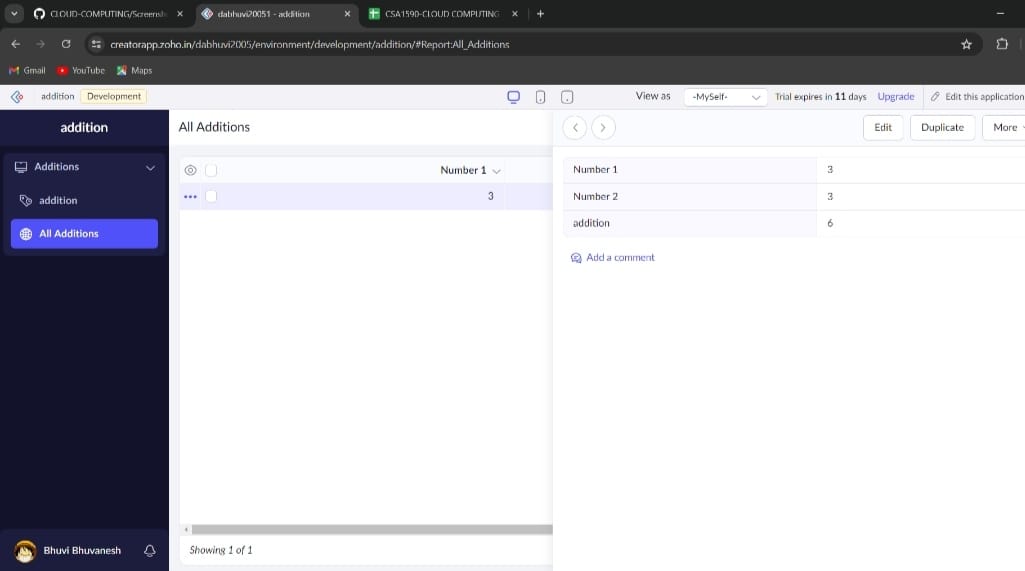 CLOUD-COMPUTING/Screensh
dabhuvi20051 - addition
CSA1590-CLOUD COMPUTING
creatorapp.zoho.in/dabhuvi2005/environment/development/addition/#Report:All_Additions
Gmail YouTube Maps
addition Development View as -MySelf- Trial expires in 11 days Upgrade Edit this application
addition
All Additions
Edit Duplicate More
Additions
addition
All Additions
Number 1
3
Number 1 3
Number 2 3
addition 6
Add a comment
Showing 1 of 1
Bhuvi Bhuvanesh